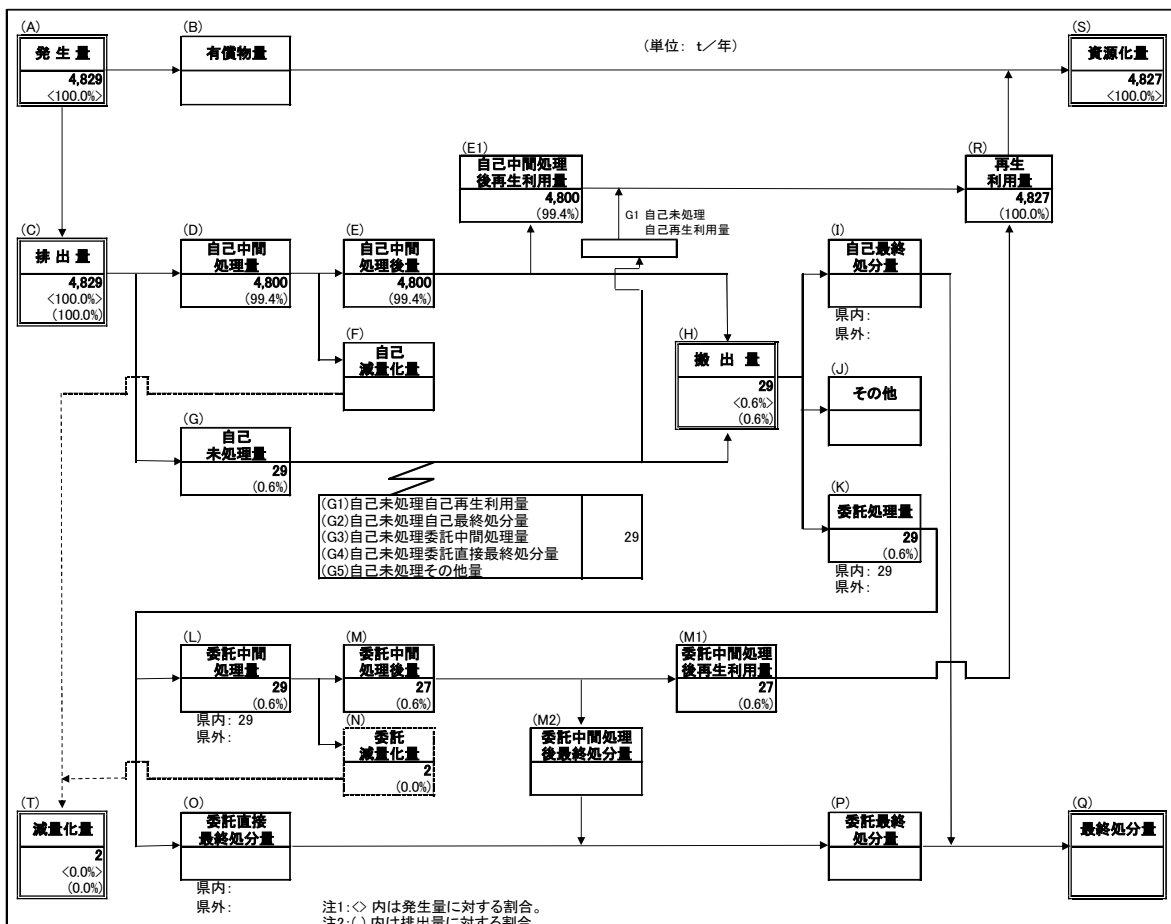 (A)
発 生 量
4,829
<100.0%>
(B)
有償物量
(単位: t/年)
(S)
資源化量
4,827
<100.0%>
(E1)
自己中間処理
後再生利用量
4,800
(99.4%)
(R)
再生
利用量
4,827
(100.0%)
G1 自己未処理
自己再生利用量
(C)
排 出 量
4,829
<100.0%>
(100.0%)
(D)
自己中間
処理量
4,800
(99.4%)
(E)
自己中間
処理後量
4,800
(99.4%)
(I)
自己最終
処分量
県内:
県外:
(F)
自己
減量化量
(H)
搬 出 量
29
<0.6%>
(0.6%)
(J)
その他
(G)
自己
未処理量
29
(0.6%)
(G1)自己未処理自己再生利用量
(G2)自己未処理自己最終処分量
(G3)自己未処理委託中間処理量 29
(G4)自己未処理委託直接最終処分量
(G5)自己未処理その他量
(K)
委託処理量
29
(0.6%)
県内: 29
県外:
(L)
委託中間
処理量
29
(0.6%)
県内: 29
県外:
(M)
委託中間
処理後量
27
(0.6%)
(M1)
委託中間処理
後再生利用量
27
(0.6%)
(N)
委託
減量化量
2
(0.0%)
(M2)
委託中間処理
後最終処分量
(T)
減量化量
2
<0.0%>
(0.0%)
(O)
委託直接
最終処分量
県内:
県外:
(P)
委託最終
処分量
(Q)
最終処分量
注1:<> 内は発生量に対する割合。
注2:( ) 内は排出量に対する割合。